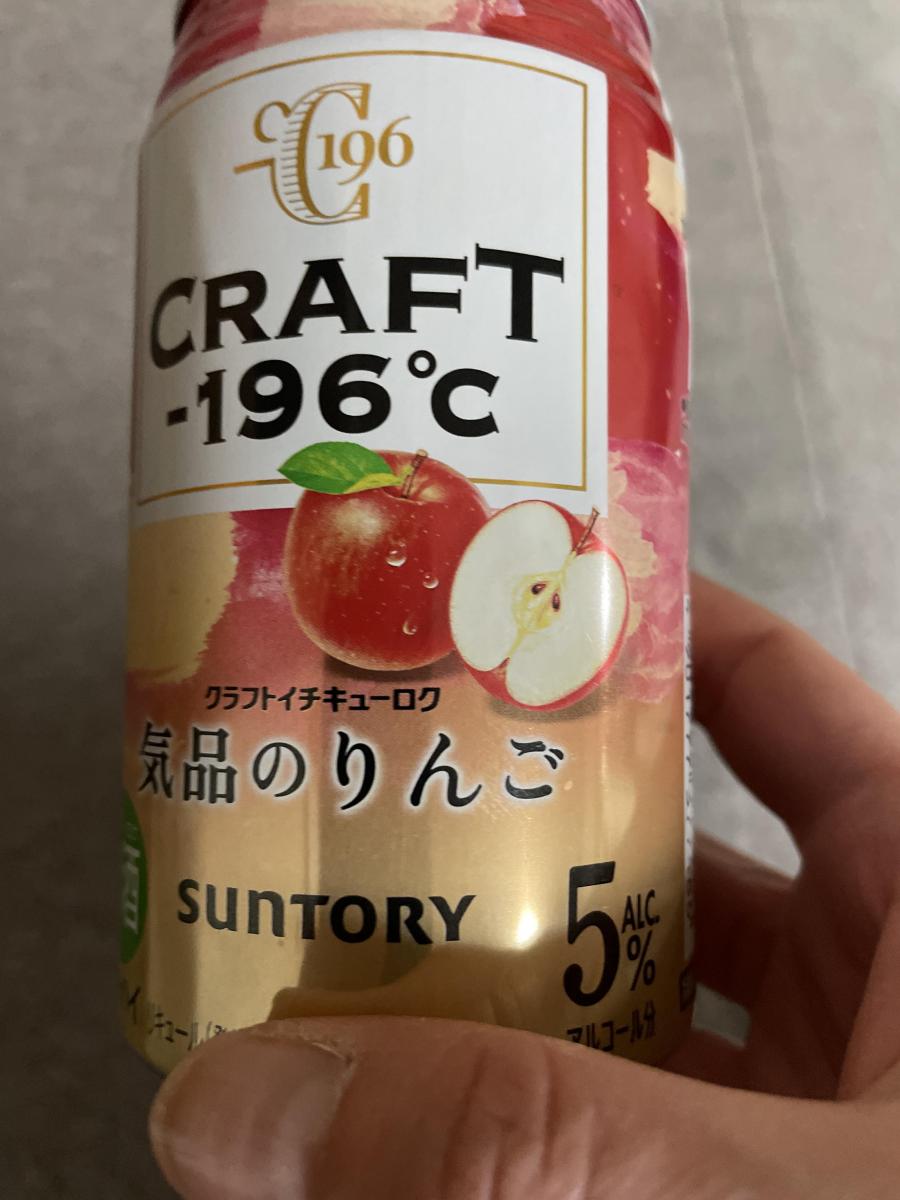 196
CRAFT
-196℃
クラフトイチキューロク
気品のりんご
SUNTORY
5
ALC.
%
アルコール分